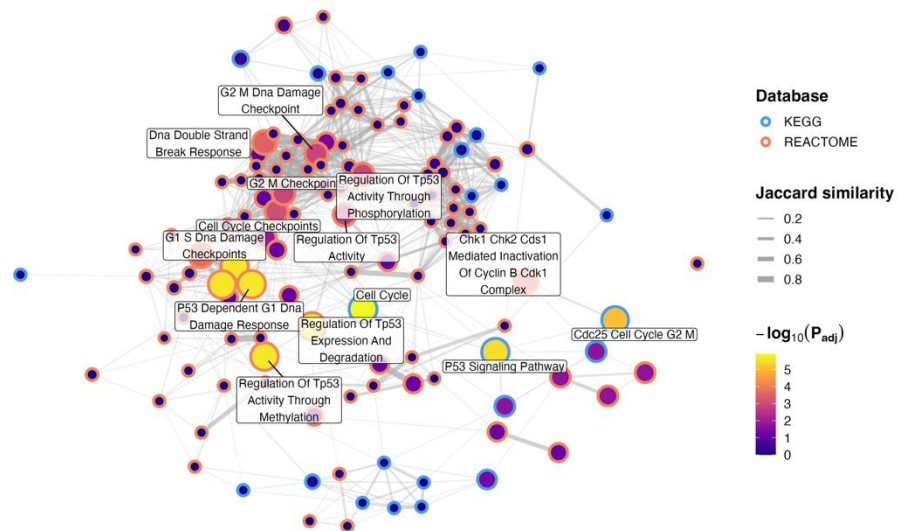 G2 M Dna Damage
Checkpoint
Dna Double Strand
Break Response
G2 M Checkpoin
Regulation Of Tp53
Activity Through
Phosphorylation
Cell Cycle Checkpoints
G1 S Dna Damage
Checkpoints
Regulation Of Tp53
Activity
Chk1 Chk2 Cds1
Mediated Inactivation
Of Cyclin B Cdk1
Complex
Cell Cycle
P53 Dependent G1 Dna
Damage Response
Regulation Of Tp53
Expression And
Degradation
Cdc25 Cell Cycle G2 M
P53 Signaling Pathway
Regulation Of Tp53
Activity Through
Methylation
Database
KEGG
REACTOME
Jaccard similarity
0.2
0.4
0.6
0.8
−log10(Padj)
5
4
3
2
1
0